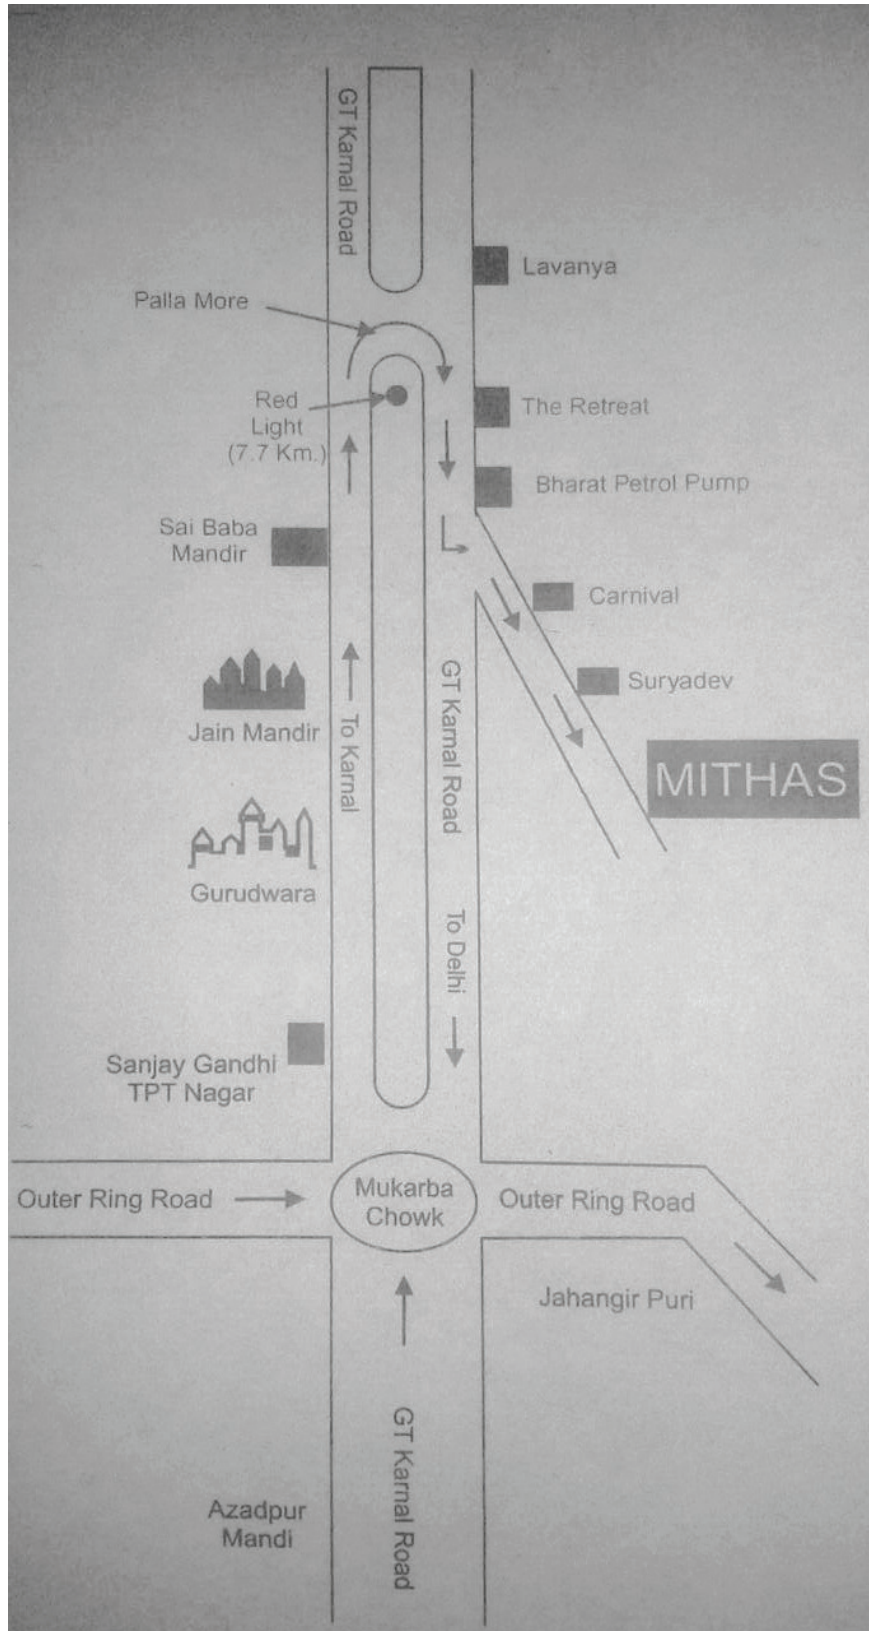 GT Karnal Road
Lavanya
Palla More
Red
Light
(7.7 Km.)
The Retreat
Bharat Petrol Pump
Sai Baba
Mandir
Carnival
Suryadev
Jain Mandir
To Karnal
GT Karnal Road
MITHAS
Gurudwara
To Delhi
Sanjay Gandhi
TPT Nagar
Outer Ring Road
Mukarba
Chowk
Outer Ring Road
Jahangir Puri
GT Karnal Road
Azadpur
Mandi